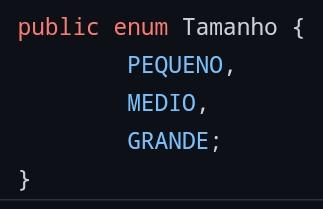 public enum Tamanho {
PEQUENO,
MEDIO,
GRANDE;
}